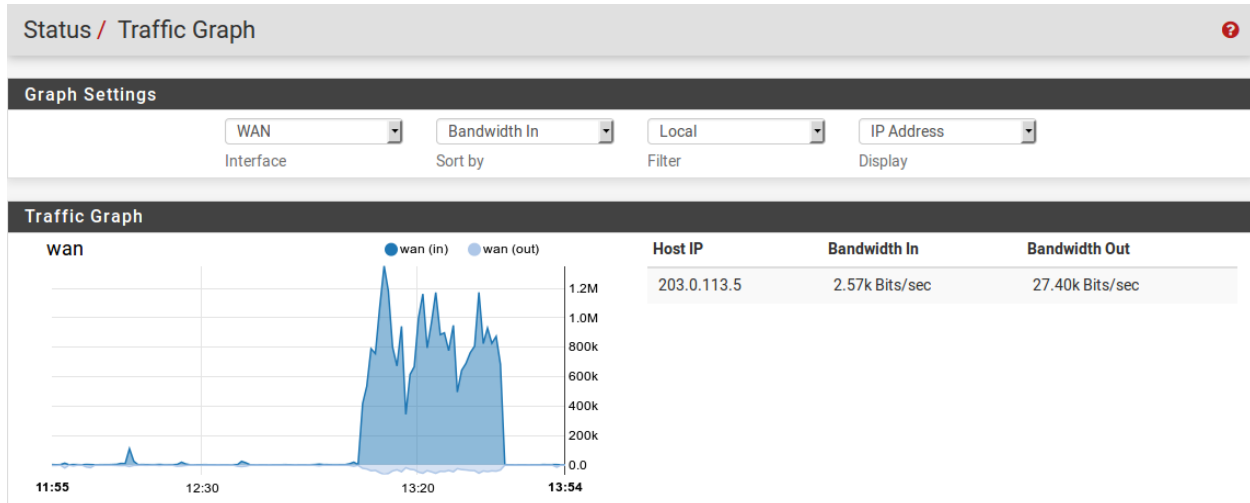 Status / Traffic Graph
Graph Settings
WAN Bandwidth In Local IP Address
Interface Sort by Filter Display
Traffic Graph
wan wan (in) wan (out)
1.2M
1.0M
800k
600k
400k
200k
0.0
11:55 12:30 13:20 13:54
Host IP Bandwidth In Bandwidth Out
203.0.113.5 2.57k Bits/sec 27.40k Bits/sec